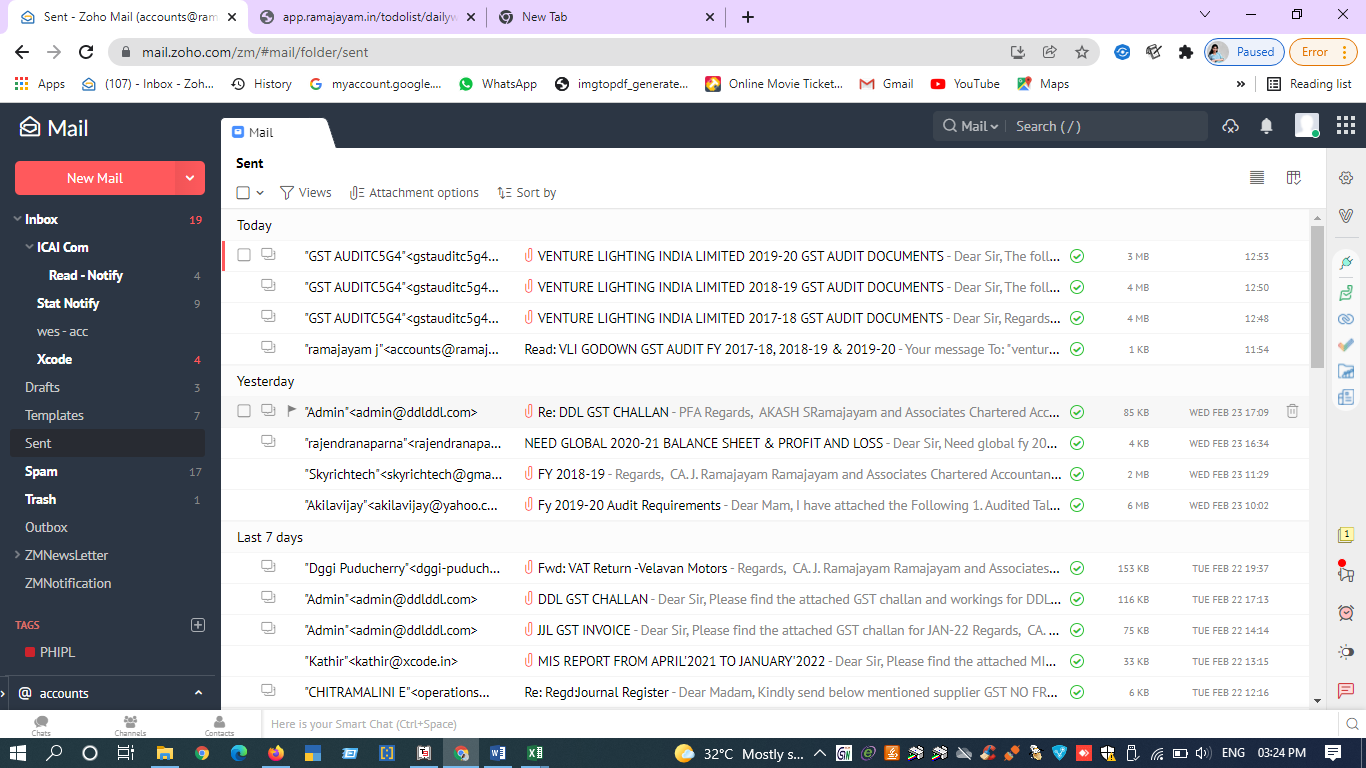 Sent - Zoho Mail (accounts@ram
app.ramajayam.in/todolist/dailyw
New Tab
mail.zoho.com/zm/#mail/folder/sent
Paused
Error
Apps
(107) - Inbox - Zoh...
History
myaccount.google....
WhatsApp
imgtopdf_generate...
Online Movie Ticket...
Gmail
YouTube
Maps
»
Reading list
Mail
Mail
Mail
Search ( / )
New Mail
Sent
Views
Attachment options
Sort by
Inbox 19
ICAI Com
Read - Notify 4
Stat Notify 9
wes - acc
Xcode 4
Drafts 3
Templates 7
Sent
Spam 17
Trash 1
Outbox
ZMNewsLetter
ZMNotification
TAGS
PHIPL
@ accounts
Today
"GST AUDITC5G4"<gstauditc5g4... VENTURE LIGHTING INDIA LIMITED 2019-20 GST AUDIT DOCUMENTS - Dear Sir, The foll... 3 MB 12:53
"GST AUDITC5G4"<gstauditc5g4... VENTURE LIGHTING INDIA LIMITED 2018-19 GST AUDIT DOCUMENTS - Dear Sir, The foll... 4 MB 12:50
"GST AUDITC5G4"<gstauditc5g4... VENTURE LIGHTING INDIA LIMITED 2017-18 GST AUDIT DOCUMENTS - Dear Sir, Regards... 4 MB 12:48
"ramajayam j"<accounts@ramaj... Read: VLI GODOWN GST AUDIT FY 2017-18, 2018-19 & 2019-20 - Your message To: "ventur... 1 KB 11:54
Yesterday
"Admin"<admin@ddlddl.com> Re: DDL GST CHALLAN - PFA Regards, AKASH SRamajayam and Associates Chartered Acc... 85 KB WED FEB 23 17:09
"rajendranaparna"<rajendranapa... NEED GLOBAL 2020-21 BALANCE SHEET & PROFIT AND LOSS - Dear Sir, Need global fy 20... 4 KB WED FEB 23 16:34
"Skyrichtech"<skyrichtech@gma... FY 2018-19 - Regards, CA. J. Ramajayam Ramajayam and Associates Chartered Accountan... 2 MB WED FEB 23 11:29
"Akilavijay"<akilavijay@yahoo.c... Fy 2019-20 Audit Requirements - Dear Mam, I have attached the Following 1. Audited Tal... 6 MB WED FEB 23 10:02
Last 7 days
"Dggi Puducherry"<dggi-puduch... Fwd: VAT Return -Velavan Motors - Regards, CA. J. Ramajayam Ramajayam and Associates... 153 KB TUE FEB 22 19:37
"Admin"<admin@ddlddl.com> DDL GST CHALLAN - Dear Sir, Please find the attached GST challan and workings for DDL... 116 KB TUE FEB 22 17:13
"Admin"<admin@ddlddl.com> JJL GST INVOICE - Dear Sir, Please find the attached GST challan for JAN-22 Regards, CA. ... 75 KB TUE FEB 22 14:14
"Kathir"<kathir@xcode.in> MIS REPORT FROM APRIL'2021 TO JANUARY'2022 - Dear Sir, Please find the attached MI... 33 KB TUE FEB 22 13:15
"CHITRAMALINI E"<operations... Re: Regd:Journal Register - Dear Madam, Kindly send below mentioned supplier GST NO FR... 6 KB TUE FEB 22 12:16
1
Chats
Channels
Contacts
Here is your Smart Chat (Ctrl+Space)
32°C Mostly s...
ENG
03:24 PM